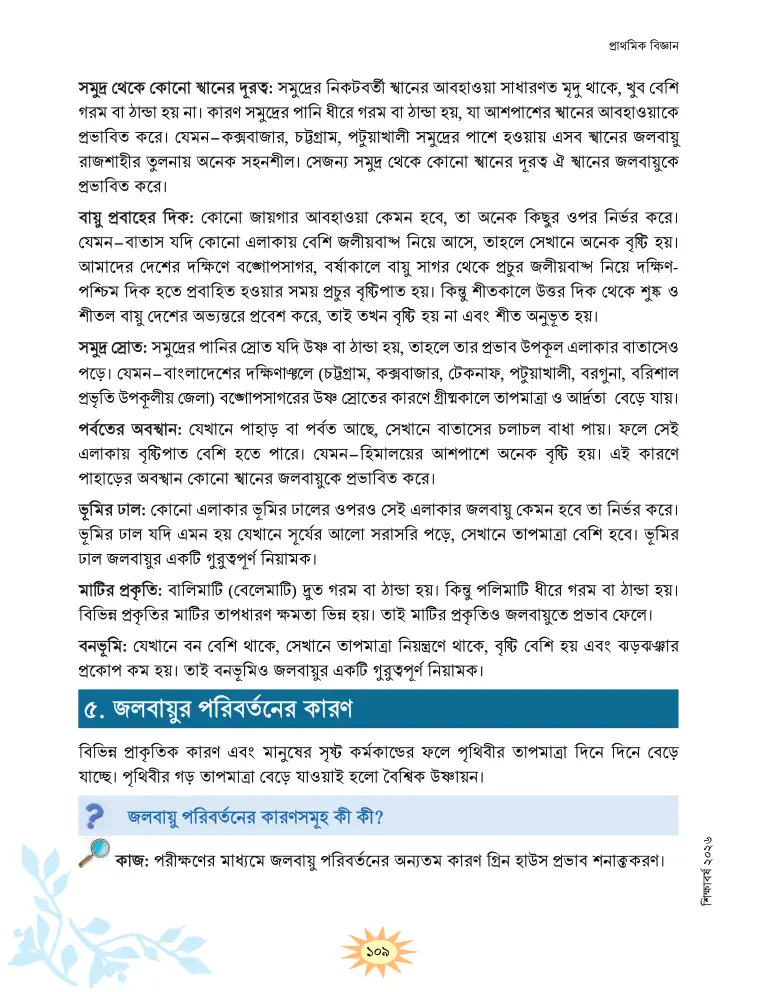 প্রাথমিক বিজ্ঞান
সমুদ্র থেকে কোনো স্থানের দূরত্ব: সমুদ্রের নিকটবর্তী স্থানের আবহাওয়া সাধারণত মৃদু থাকে, খুব বেশি
গরম বা ঠান্ডা হয় না। কারণ সমুদ্রের পানি ধীরে গরম বা ঠান্ডা হয়, যা আশপাশের স্থানের আবহাওয়াকে
প্রভাবিত করে। যেমন–কক্সবাজার, চট্টগ্রাম, পটুয়াখালী সমুদ্রের পাশে হওয়ায় এসব স্থানের জলবায়ু
রাজশাহীর তুলনায় অনেক সহনশীল। সেজন্য সমুদ্র থেকে কোনো স্থানের দূরত্ব ঐ স্থানের জলবায়ুকে
প্রভাবিত করে।
বায়ু প্রবাহের দিক: কোনো জায়গার আবহাওয়া কেমন হবে, তা অনেক কিছুর ওপর নির্ভর করে।
যেমন–বাতাস যদি কোনো এলাকায় বেশি জলীয়বাষ্প নিয়ে আসে, তাহলে সেখানে অনেক বৃষ্টি হয়।
আমাদের দেশের দক্ষিণে বঙ্গোপসাগর, বর্ষাকালে বায়ু সাগর থেকে প্রচুর জলীয়বাষ্প নিয়ে দক্ষিণ-
পশ্চিম দিক হতে প্রবাহিত হওয়ার সময় প্রচুর বৃষ্টিপাত হয়। কিন্তু শীতকালে উত্তর দিক থেকে শুষ্ক ও
শীতল বায়ু দেশের অভ্যন্তরে প্রবেশ করে, তাই তখন বৃষ্টি হয় না এবং শীত অনুভূত হয়।
সমুদ্র স্রোত: সমুদ্রের পানির স্রোত যদি উষ্ণ বা ঠান্ডা হয়, তাহলে তার প্রভাব উপকূল এলাকার বাতাসেও
পড়ে। যেমন–বাংলাদেশের দক্ষিণাঞ্চলে (চট্টগ্রাম, কক্সবাজার, টেকনাফ, পটুয়াখালী, বরগুনা, বরিশাল
প্রভৃতি উপকূলীয় জেলা) বঙ্গোপসাগরের উষ্ণ স্রোতের কারণে গ্রীষ্মকালে তাপমাত্রা ও আর্দ্রতা বেড়ে যায়।
পর্বতের অবস্থান: যেখানে পাহাড় বা পর্বত আছে, সেখানে বাতাসের চলাচল বাধা পায়। ফলে সেই
এলাকায় বৃষ্টিপাত বেশি হতে পারে। যেমন–হিমালয়ের আশপাশে অনেক বৃষ্টি হয়। এই কারণে
পাহাড়ের অবস্থান কোনো স্থানের জলবায়ুকে প্রভাবিত করে।
ভূমির ঢাল: কোনো এলাকার ভূমির ঢালের ওপরও সেই এলাকার জলবায়ু কেমন হবে তা নির্ভর করে।
ভূমির ঢাল যদি এমন হয় যেখানে সূর্যের আলো সরাসরি পড়ে, সেখানে তাপমাত্রা বেশি হবে। ভূমির
ঢাল জলবায়ুর একটি গুরুত্বপূর্ণ নিয়ামক।
মাটির প্রকৃতি: বালিমাটি (বেলেমাটি) দ্রুত গরম বা ঠান্ডা হয়। কিন্তু পলিমাটি ধীরে গরম বা ঠান্ডা হয়।
বিভিন্ন প্রকৃতির মাটির তাপধারণ ক্ষমতা ভিন্ন হয়। তাই মাটির প্রকৃতিও জলবায়ুতে প্রভাব ফেলে।
বনভূমি: যেখানে বন বেশি থাকে, সেখানে তাপমাত্রা নিয়ন্ত্রণে থাকে, বৃষ্টি বেশি হয় এবং ঝড়ঝঞ্ঝার
প্রকোপ কম হয়। তাই বনভূমিও জলবায়ুর একটি গুরুত্বপূর্ণ নিয়ামক।
৫. জলবায়ুর পরিবর্তনের কারণ
বিভিন্ন প্রাকৃতিক কারণ এবং মানুষের সৃষ্ট কর্মকাণ্ডের ফলে পৃথিবীর তাপমাত্রা দিনে দিনে বেড়ে
যাচ্ছে। পৃথিবীর গড় তাপমাত্রা বেড়ে যাওয়াই হলো বৈশ্বিক উষ্ণায়ন।
? জলবায়ু পরিবর্তনের কারণসমূহ কী কী?
কাজ: পরীক্ষণের মাধ্যমে জলবায়ু পরিবর্তনের অন্যতম কারণ গ্রিন হাউস প্রভাব শনাক্তকরণ।
শিক্ষাবর্ষ ২০২৬
১০৯